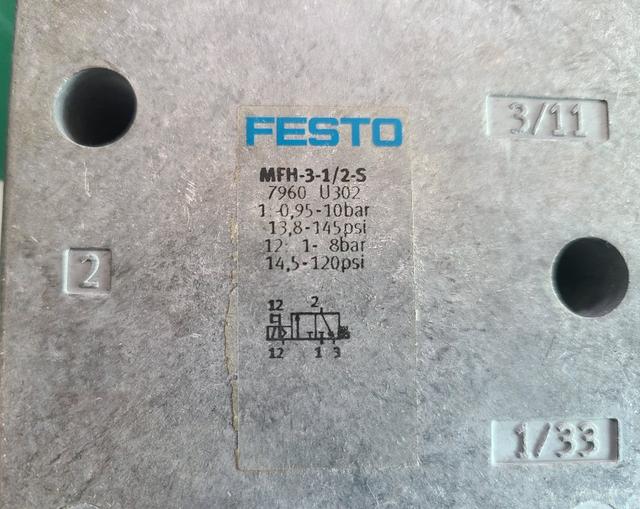 FESTO
3/11
MFH-3-1/2-S
7960 U302
1:-0,95-10bar
13,8-145psi
12: 1- 8bar
14,5-120psi
2
12 2
12 1 3
1/33